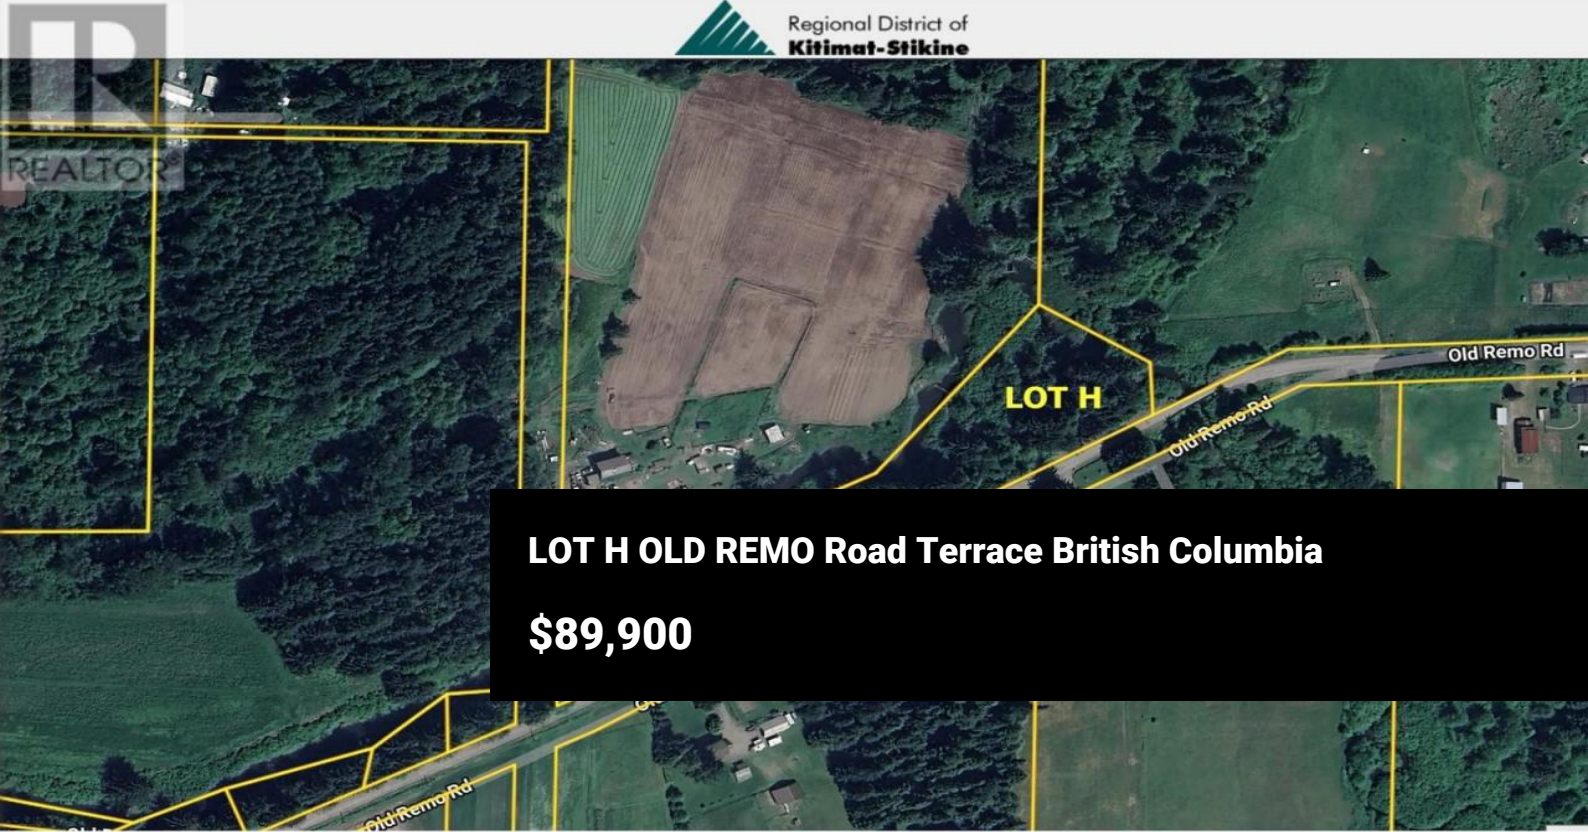 REALTOR®
Regional District of
Kitimat-Stikine
Old Remo Rd
LOT H
Old Remo Rd
LOT H OLD REMO Road Terrace British Columbia
$89,900
Old Remo Rd